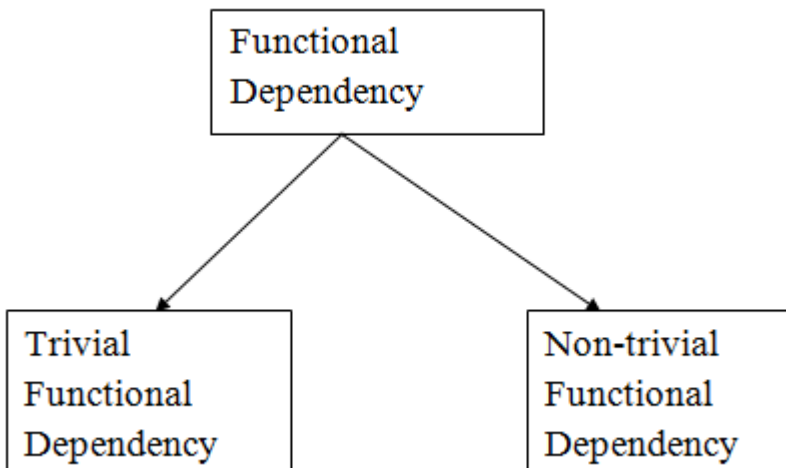 Functional
Dependency
Trivial
Functional
Dependency
Non-trivial
Functional
Dependency